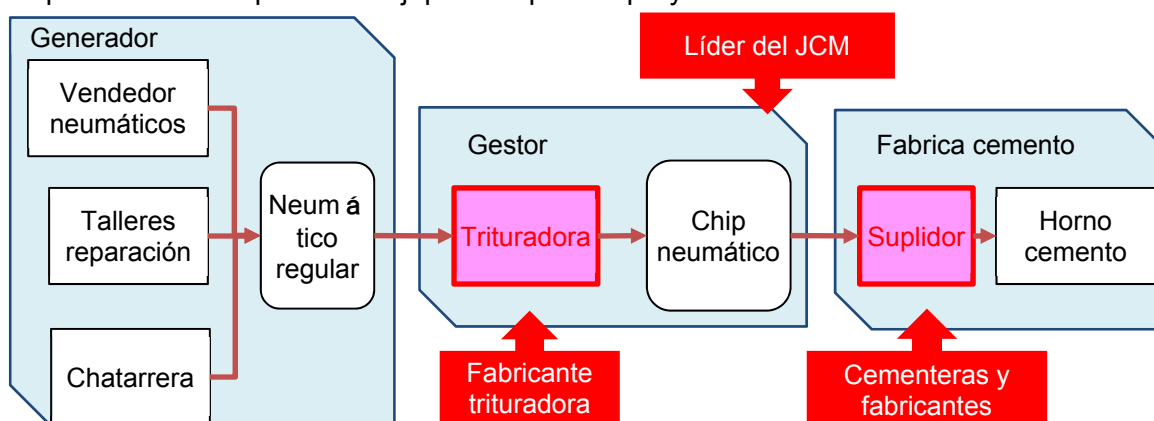 Generador
Vendedor
neumáticos
Talleres
reparación
Chatarrera
Neum á
tico
regular
Líder del JCM
Gestor
Trituradora
Chip
neumático
Fabricante
trituradora
Fabrica cemento
Suplidor
Horno
cemento
Cementeras y
fabricantes